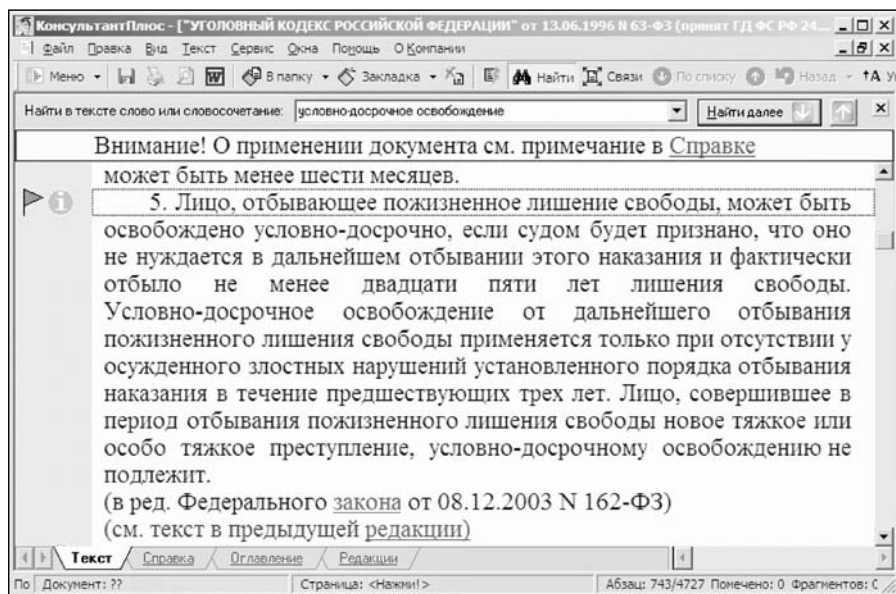 КонсультантПлюс - ["УГОЛОВНЫЙ КОДЕКС РОССИЙСКОЙ ФЕДЕРАЦИИ" от 13.06.1996 N 63-ФЗ (принят ГД ФС РФ 24....
Файл Правка Вид Текст Сервис Окна Помощь О Компании
Меню В папку Закладка Найти Связи По списку Назад
Найти в тексте слово или словосочетание: условно-досрочное освобождение Найти далее
Внимание! О применении документа см. примечание в Справке
может быть менее шести месяцев.
5. Лицо, отбывающее пожизненное лишение свободы, может быть
освобождено условно-досрочно, если судом будет признано, что оно
не нуждается в дальнейшем отбывании этого наказания и фактически
отбыло не менее двадцати пяти лет лишения свободы.
Условно-досрочное освобождение от дальнейшего отбывания
пожизненного лишения свободы применяется только при отсутствии у
осужденного злостных нарушений установленного порядка отбывания
наказания в течение предшествующих трех лет. Лицо, совершившее в
период отбывания пожизненного лишения свободы новое тяжкое или
особо тяжкое преступление, условно-досрочному освобождению не
подлежит.
(в ред. Федерального закона от 08.12.2003 N 162-ФЗ)
(см. текст в предыдущей редакции)
Текст Справка Оглавление Редакции
По Документ: ?? Страница: <Нажми!> Абзац: 743/4727 Помечено: 0 Фрагментов: